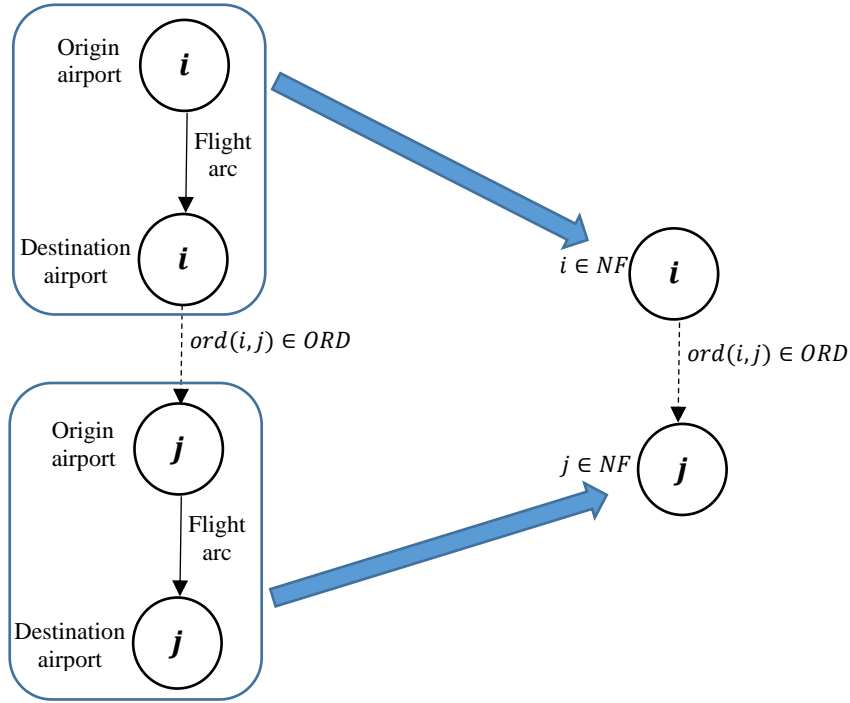 Origin
airport
i
Flight
arc
Destination
airport
i
ord(i,j) ∈ ORD
Origin
airport
j
Flight
arc
Destination
airport
j
i ∈ NF
i
ord(i,j) ∈ ORD
j ∈ NF
j